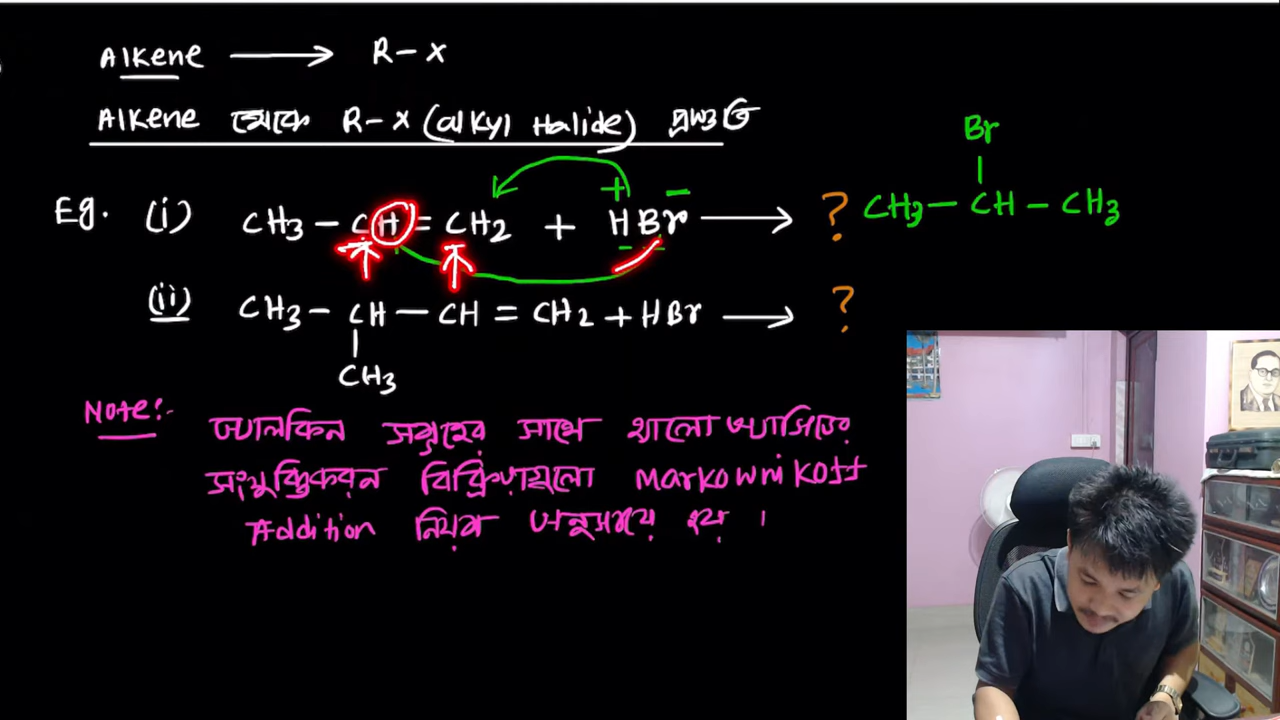 Alkene ⟶ R-X
Alkene থেকে R-X (alkyl Halide) প্রস্তুতি
Eg. (i) CH3 - CH = CH2 + HBr ⟶ ? CH3 - CH - CH3
Br
+ -
(ii) CH3 - CH - CH = CH2 + HBr ⟶ ?
CH3
Note:- অ্যালকিন সমূহের সাথে হ্যালো অ্যাসিডের
সংযুক্তিকরন বিক্রিয়াহলো Markownikoff
Addition নিয়ম অনুসারে হয় ।